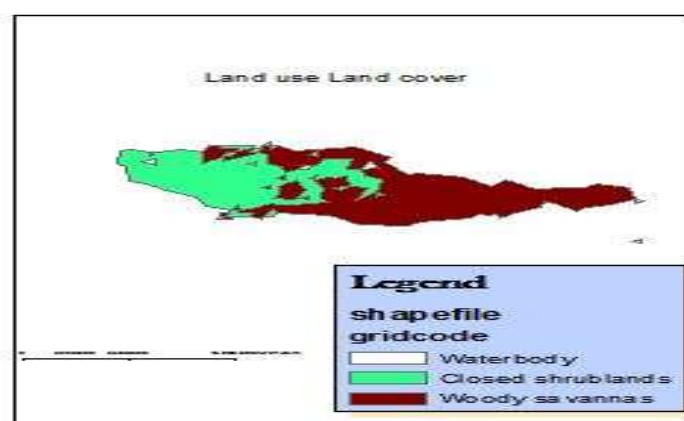 Land use Land cover
Legend
shapefile
gridcode
Waterbody
Closed shrublands
Woody savannas